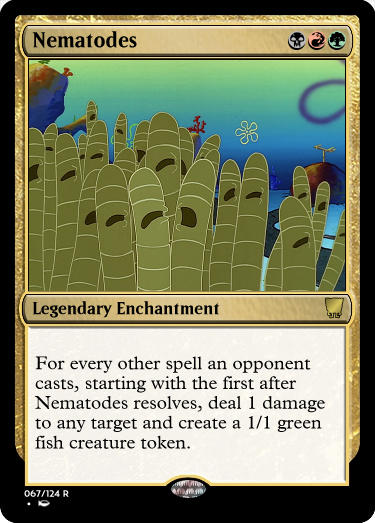 Nematodes
Legendary Enchantment
For every other spell an opponent
casts, starting with the first after
Nematodes resolves, deal 1 damage
to any target and create a 1/1 green
fish creature token.
067/124 R